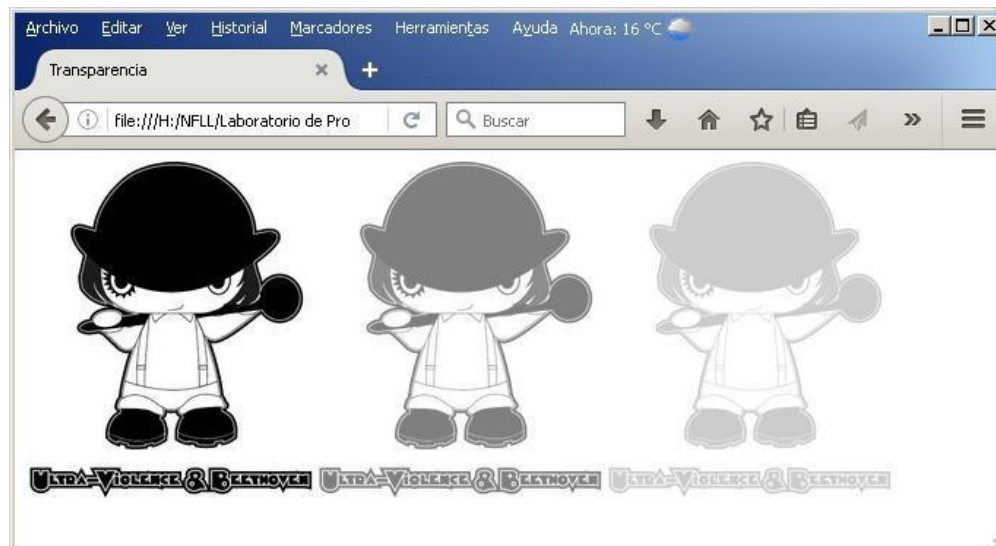 Archivo Editar Ver Historial Marcadores Herramientas Ayuda Ahora: 16 °C
Transparencia
file:///H:/NFLL/Laboratorio de Pro Buscar
ULTRA-VIOLENCE & BEETHOVEN ULTRA-VIOLENCE & BEETHOVEN ULTRA-VIOLENCE & BEETHOVEN